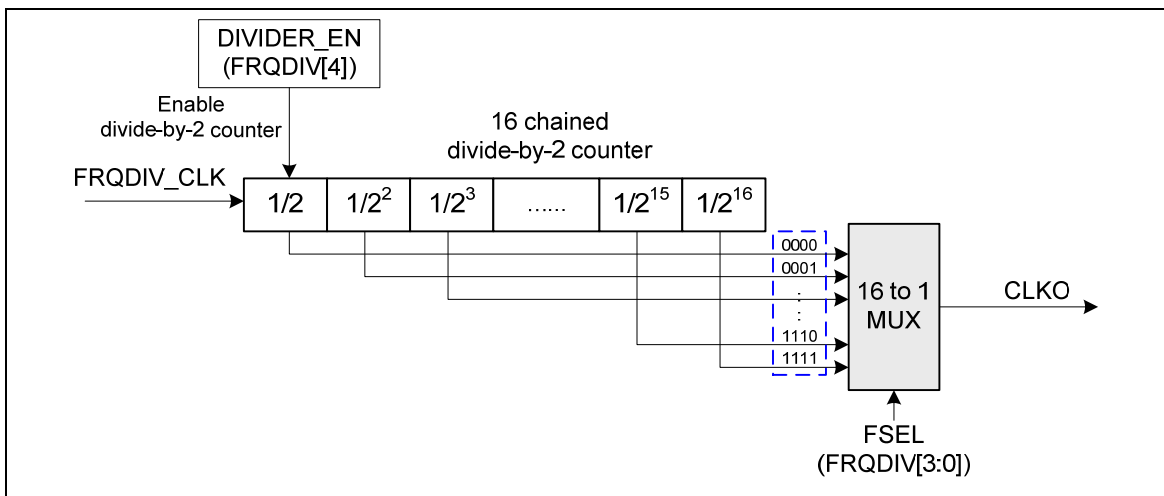 DIVIDER_EN
(FRQDIV[4])
Enable
divide-by-2 counter
16 chained
divide-by-2 counter
FRQDIV_CLK
1/2
1/2²
1/2³
......
1/2¹⁵
1/2¹⁶
0000
0001
:
:
1110
1111
16 to 1
MUX
CLKO
FSEL
(FRQDIV[3:0])